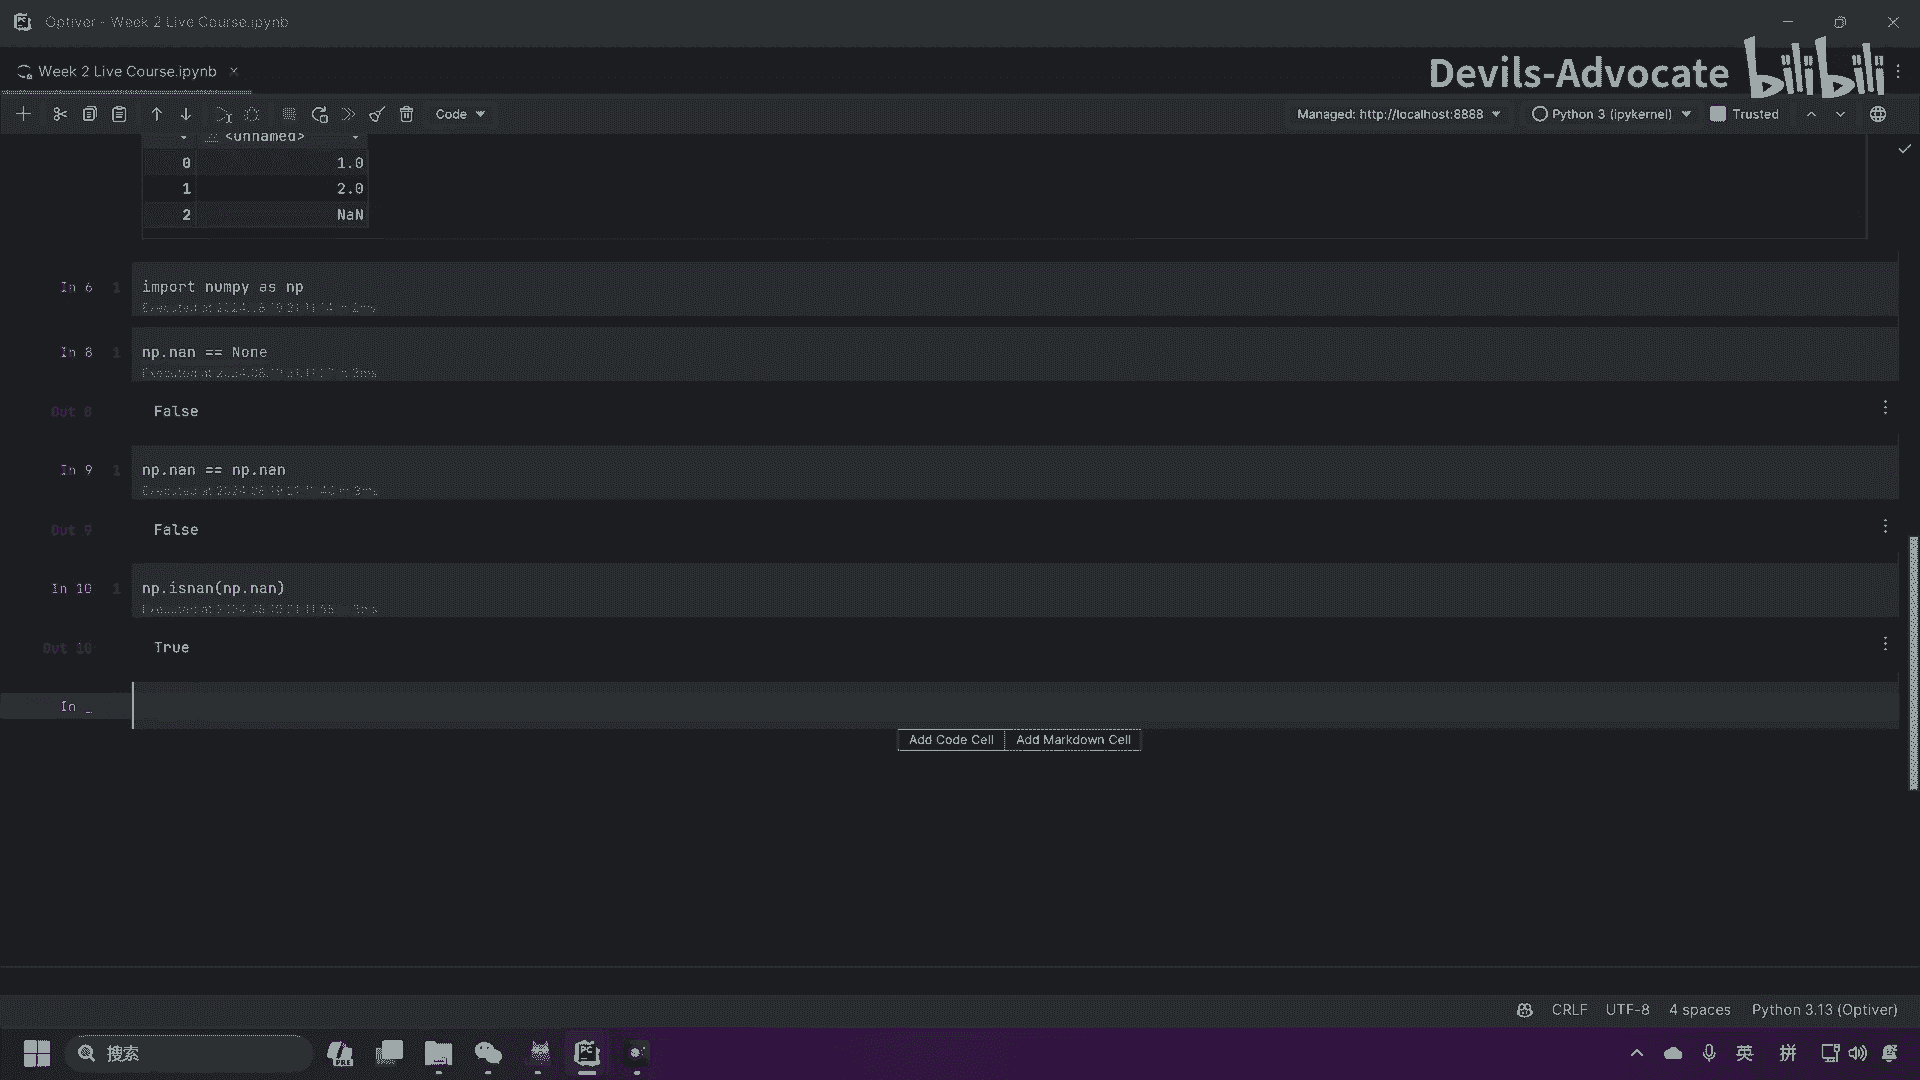 Optiver - Week 2 Live Course.ipynb
Week 2 Live Course.ipynb
Devils-Advocate bilibili
Code
Managed: http://localhost:8888
Python 3 (ipykernel)
Trusted
<unnamed>
0 1.0
1 2.0
2 NaN
In 6 1 import numpy as np
In 8 1 np.nan == None
Out 8 False
In 9 1 np.nan == np.nan
Out 9 False
In 10 1 np.isnan(np.nan)
Out 10 True
In _
Add Code Cell Add Markdown Cell
CRLF UTF-8 4 spaces Python 3.13 (Optiver)
搜索
PRE
PC
英 拼